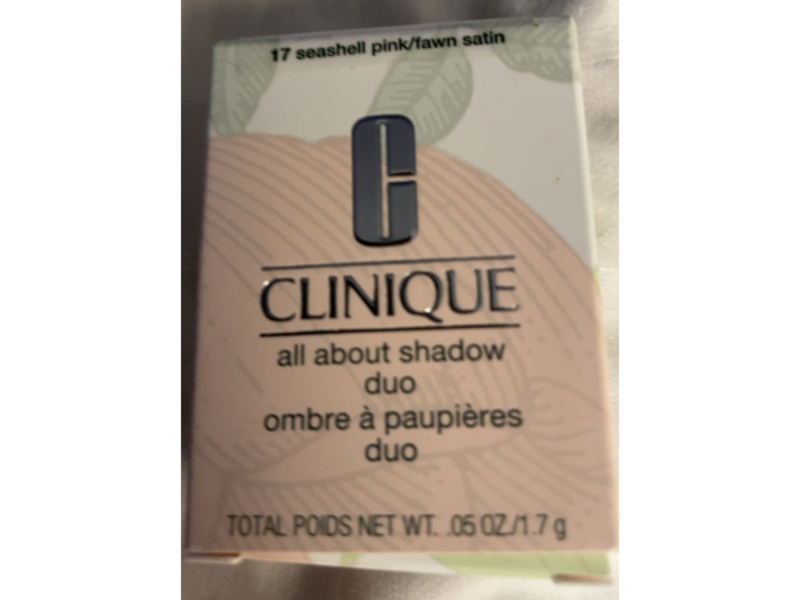 17 seashell pink/fawn satin
C
CLINIQUE
all about shadow
duo
ombre à paupières
duo
TOTAL POIDS NET WT. .05 OZ./1.7 g